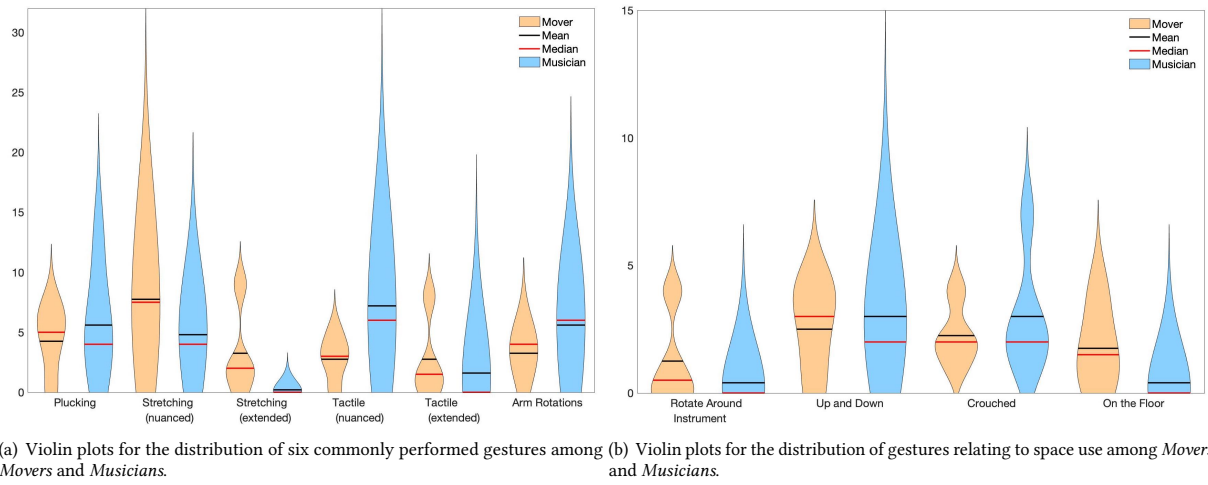 30
25
20
15
10
5
0
Mover
Mean
Median
Musician
Plucking
Stretching
(nuanced)
Stretching
(extended)
Tactile
(nuanced)
Tactile
(extended)
Arm Rotations
(a) Violin plots for the distribution of six commonly performed gestures among
Movers and Musicians.
15
10
5
0
Mover
Mean
Median
Musician
Rotate Around
Instrument
Up and Down
Crouched
On the Floor
(b) Violin plots for the distribution of gestures relating to space use among Movers
and Musicians.